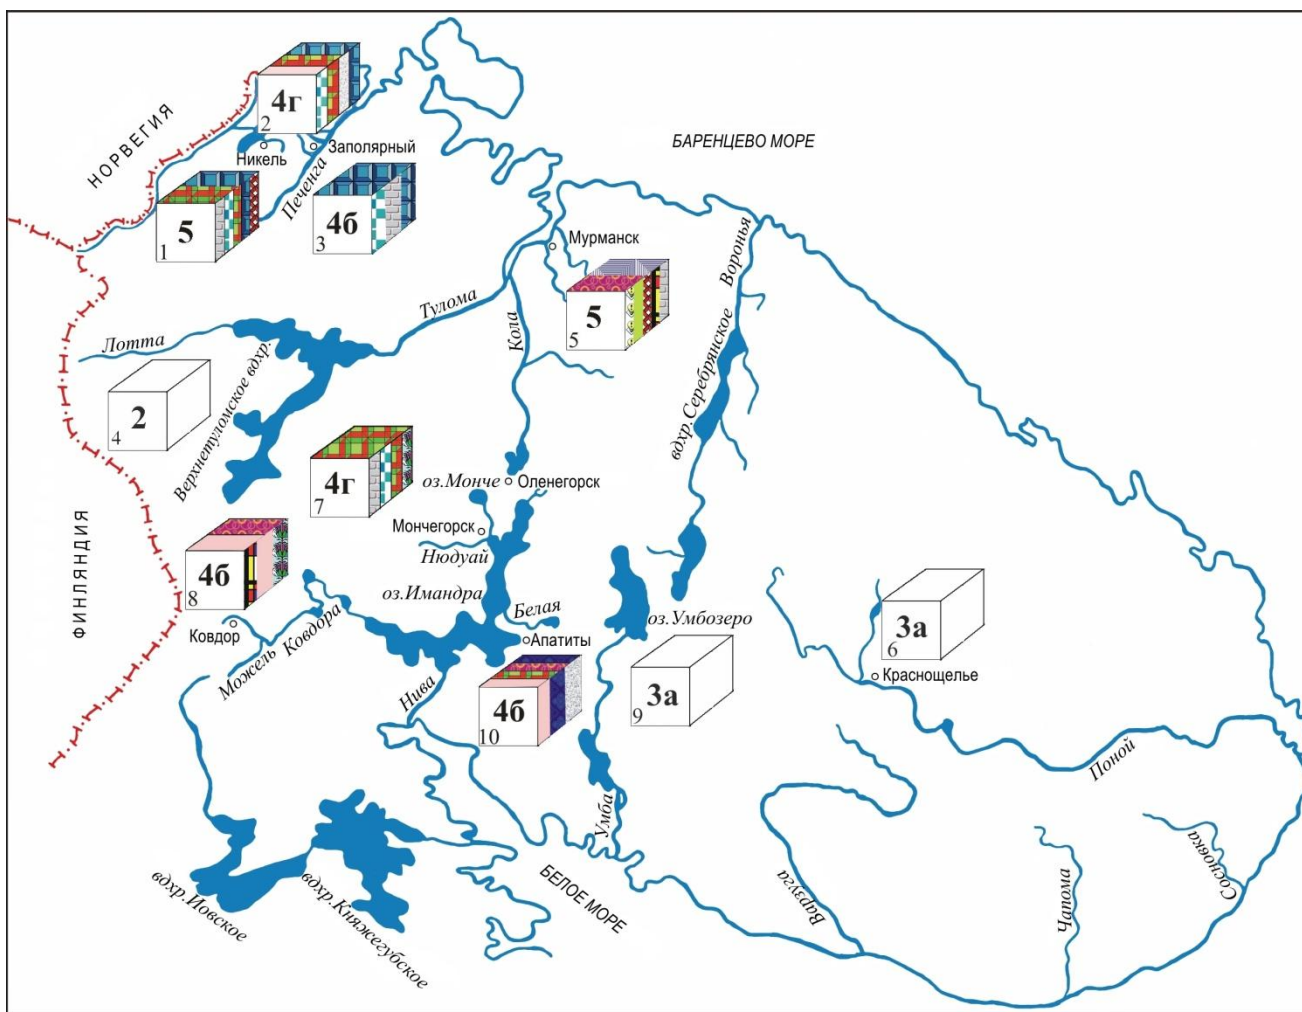 4г
2
НОРВЕГИЯ
Никель
Заполярный
БАРЕНЦЕВО МОРЕ
Печенга
5
1
4б
3
Мурманск
Воронья
5
5
Тулома
Кола
Лотта
Верхнетуломское вдхр.
вдхр.Серебрянское
2
4
4г
7
оз.Монче
Оленегорск
Мончегорск
Нюдуай
ФИНЛЯНДИЯ
4б
8
оз.Имандра
Белая
оз.Умбозеро
3а
6
Ковдор
Можель
Ковдора
Апатиты
Краснощелье
Нива
4б
10
3а
9
Поной
Умба
БЕЛОЕ МОРЕ
Варзуга
Чапома
Сосновка
вдхр.Иовское
вдхр.Княжегубское